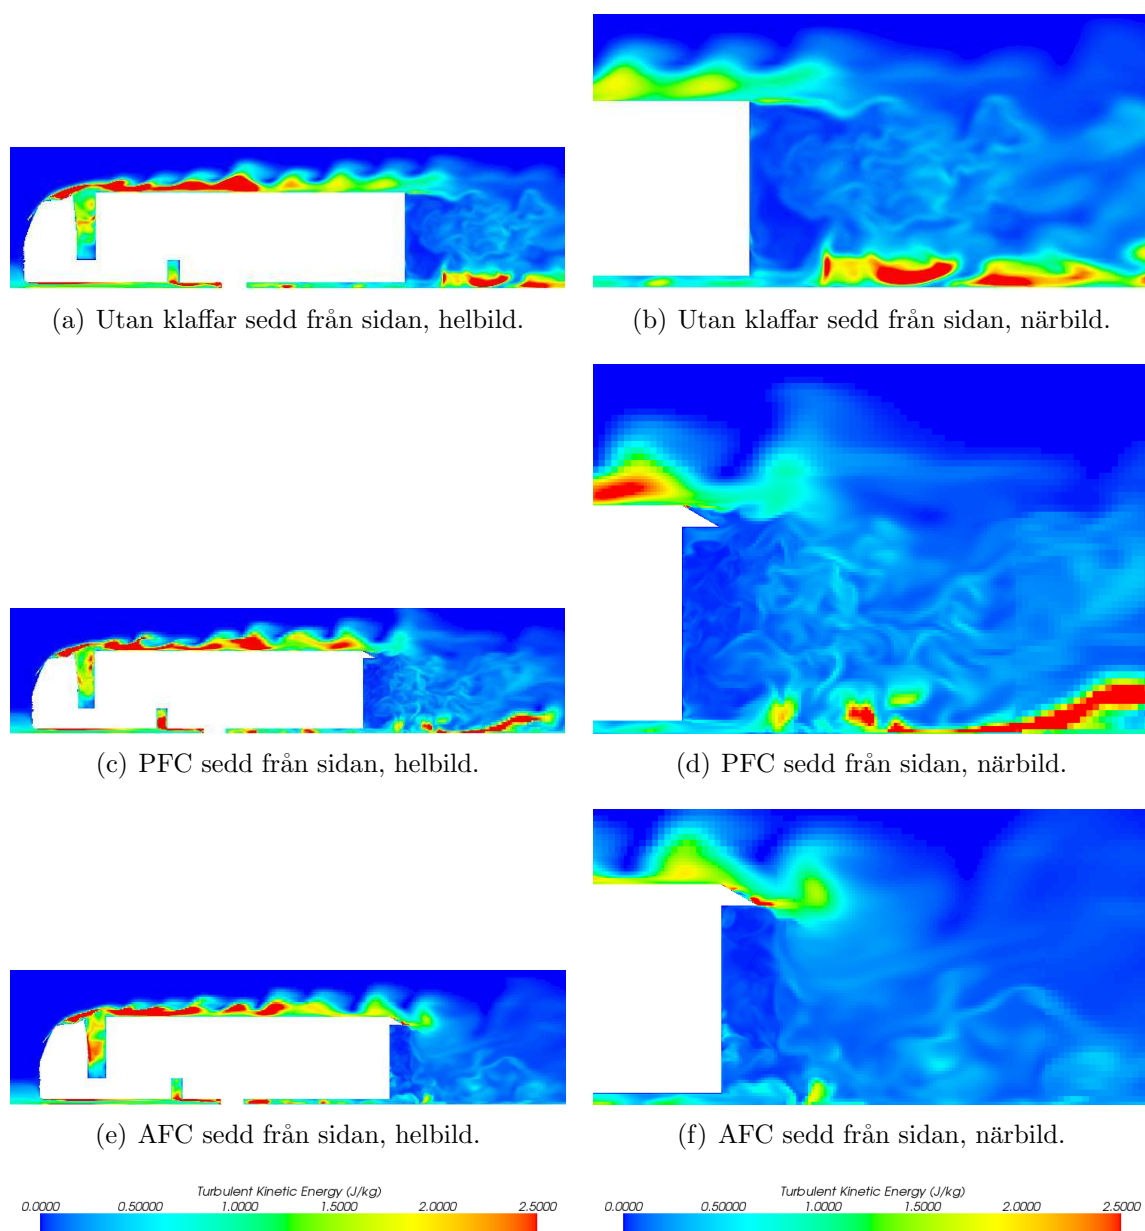 (a) Utan klaffar sedd från sidan, helbild.
(b) Utan klaffar sedd från sidan, närbild.
(c) PFC sedd från sidan, helbild.
(d) PFC sedd från sidan, närbild.
(e) AFC sedd från sidan, helbild.
(f) AFC sedd från sidan, närbild.
Turbulent Kinetic Energy (J/kg)
0.0000 0.50000 1.0000 1.5000 2.0000 2.5000
Turbulent Kinetic Energy (J/kg)
0.0000 0.50000 1.0000 1.5000 2.0000 2.5000